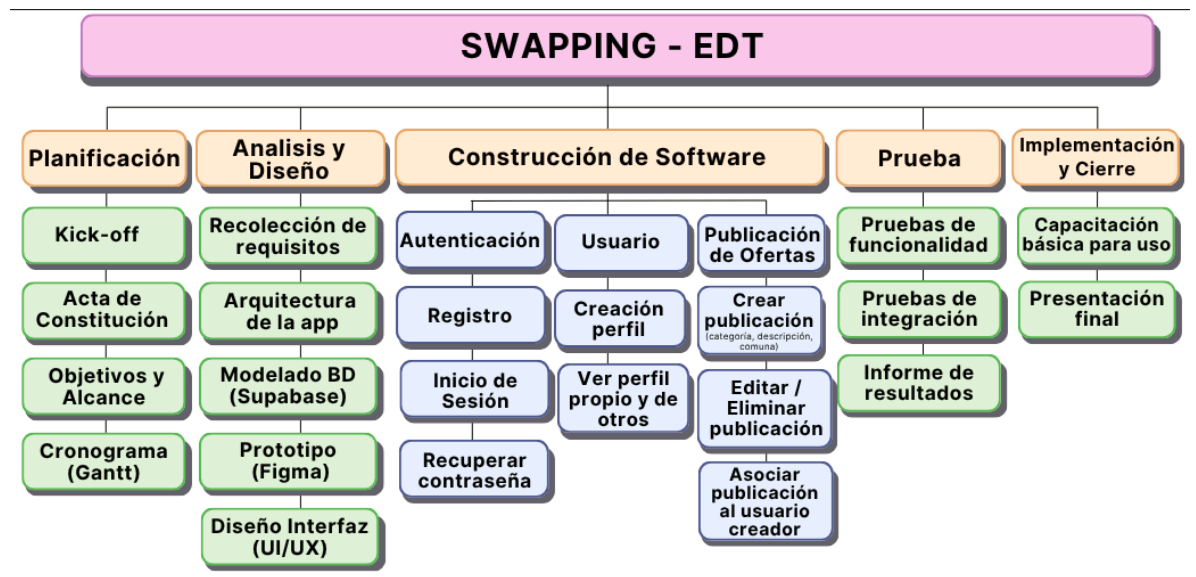 SWAPPING - EDT
Planificación
Kick-off
Acta de
Constitución
Objetivos y
Alcance
Cronograma
(Gantt)
Analisis y
Diseño
Recolección de
requisitos
Arquitectura
de la app
Modelado BD
(Supabase)
Prototipo
(Figma)
Diseño Interfaz
(UI/UX)
Construcción de Software
Autenticación
Registro
Inicio de
Sesión
Recuperar
contraseña
Usuario
Creación
perfil
Ver perfil
propio y de
otros
Publicación
de Ofertas
Crear
publicación
(categoría, descripción,
comuna)
Editar /
Eliminar
publicación
Asociar
publicación
al usuario
creador
Prueba
Pruebas de
funcionalidad
Pruebas de
integración
Informe de
resultados
Implementación
y Cierre
Capacitación
básica para uso
Presentación
final